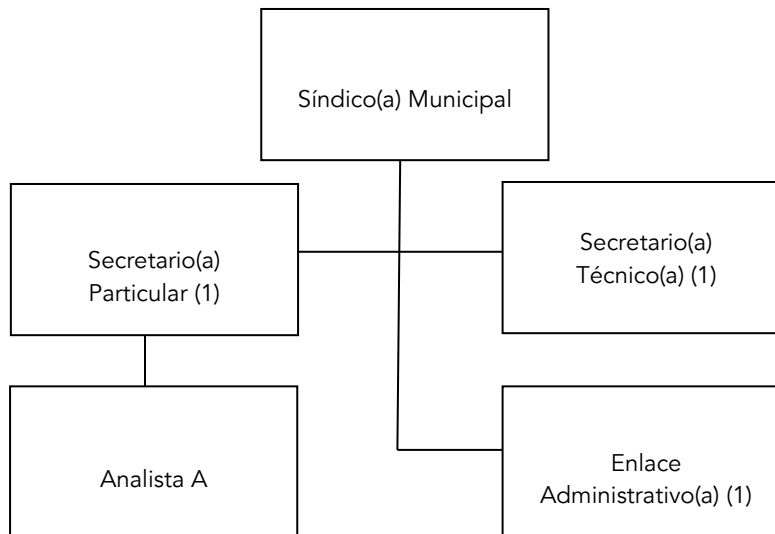 Síndico(a) Municipal
Secretario(a)
Particular (1)
Secretario(a)
Técnico(a) (1)
Analista A
Enlace
Administrativo(a) (1)